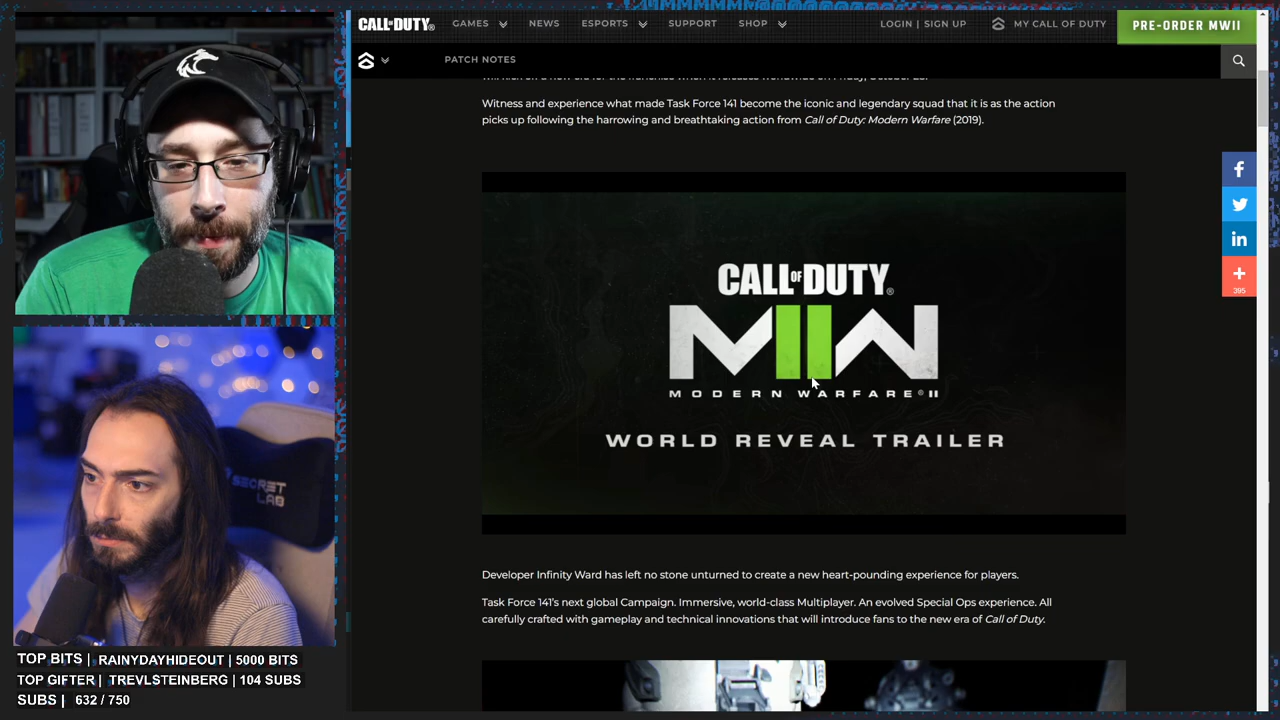 CALL OF DUTY®
GAMES
NEWS
ESPORTS
SUPPORT
SHOP
LOGIN | SIGN UP
MY CALL OF DUTY
PRE-ORDER MWII
PATCH NOTES
Witness and experience what made Task Force 141 become the iconic and legendary squad that it is as the action
picks up following the harrowing and breathtaking action from Call of Duty: Modern Warfare (2019).
CALL OF DUTY®
MIIW
MODERN WARFARE® II
WORLD REVEAL TRAILER
395
Developer Infinity Ward has left no stone unturned to create a new heart-pounding experience for players.
Task Force 141's next global Campaign. Immersive, world-class Multiplayer. An evolved Special Ops experience. All
carefully crafted with gameplay and technical innovations that will introduce fans to the new era of Call of Duty.
SECRET
LAB
TOP BITS | RAINYDAYHIDEOUT | 5000 BITS
TOP GIFTER | TREVLSTEINBERG | 104 SUBS
SUBS | 632 / 750